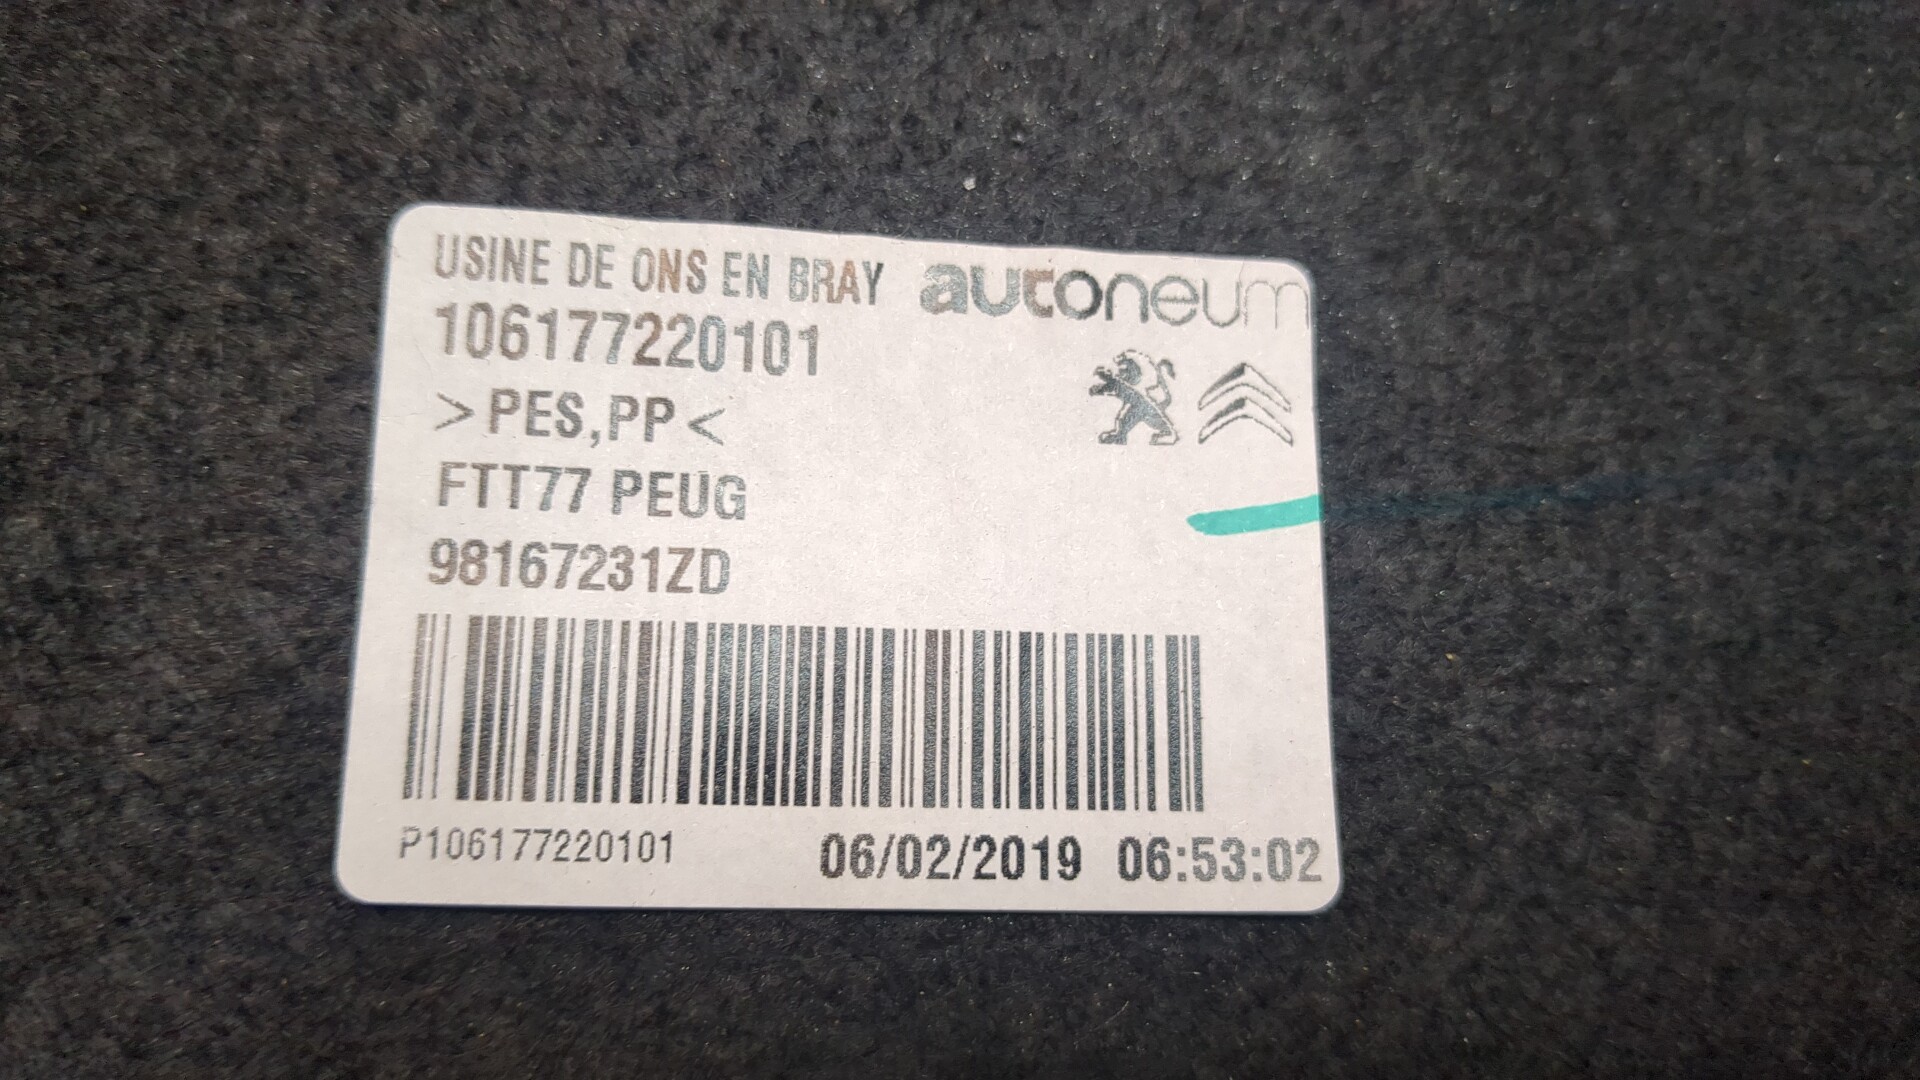 USINE DE ONS EN BRAY autoneum
106177220101
>PES,PP<
FTT77 PEUG
98167231ZD
P106177220101 06/02/2019 06:53:02